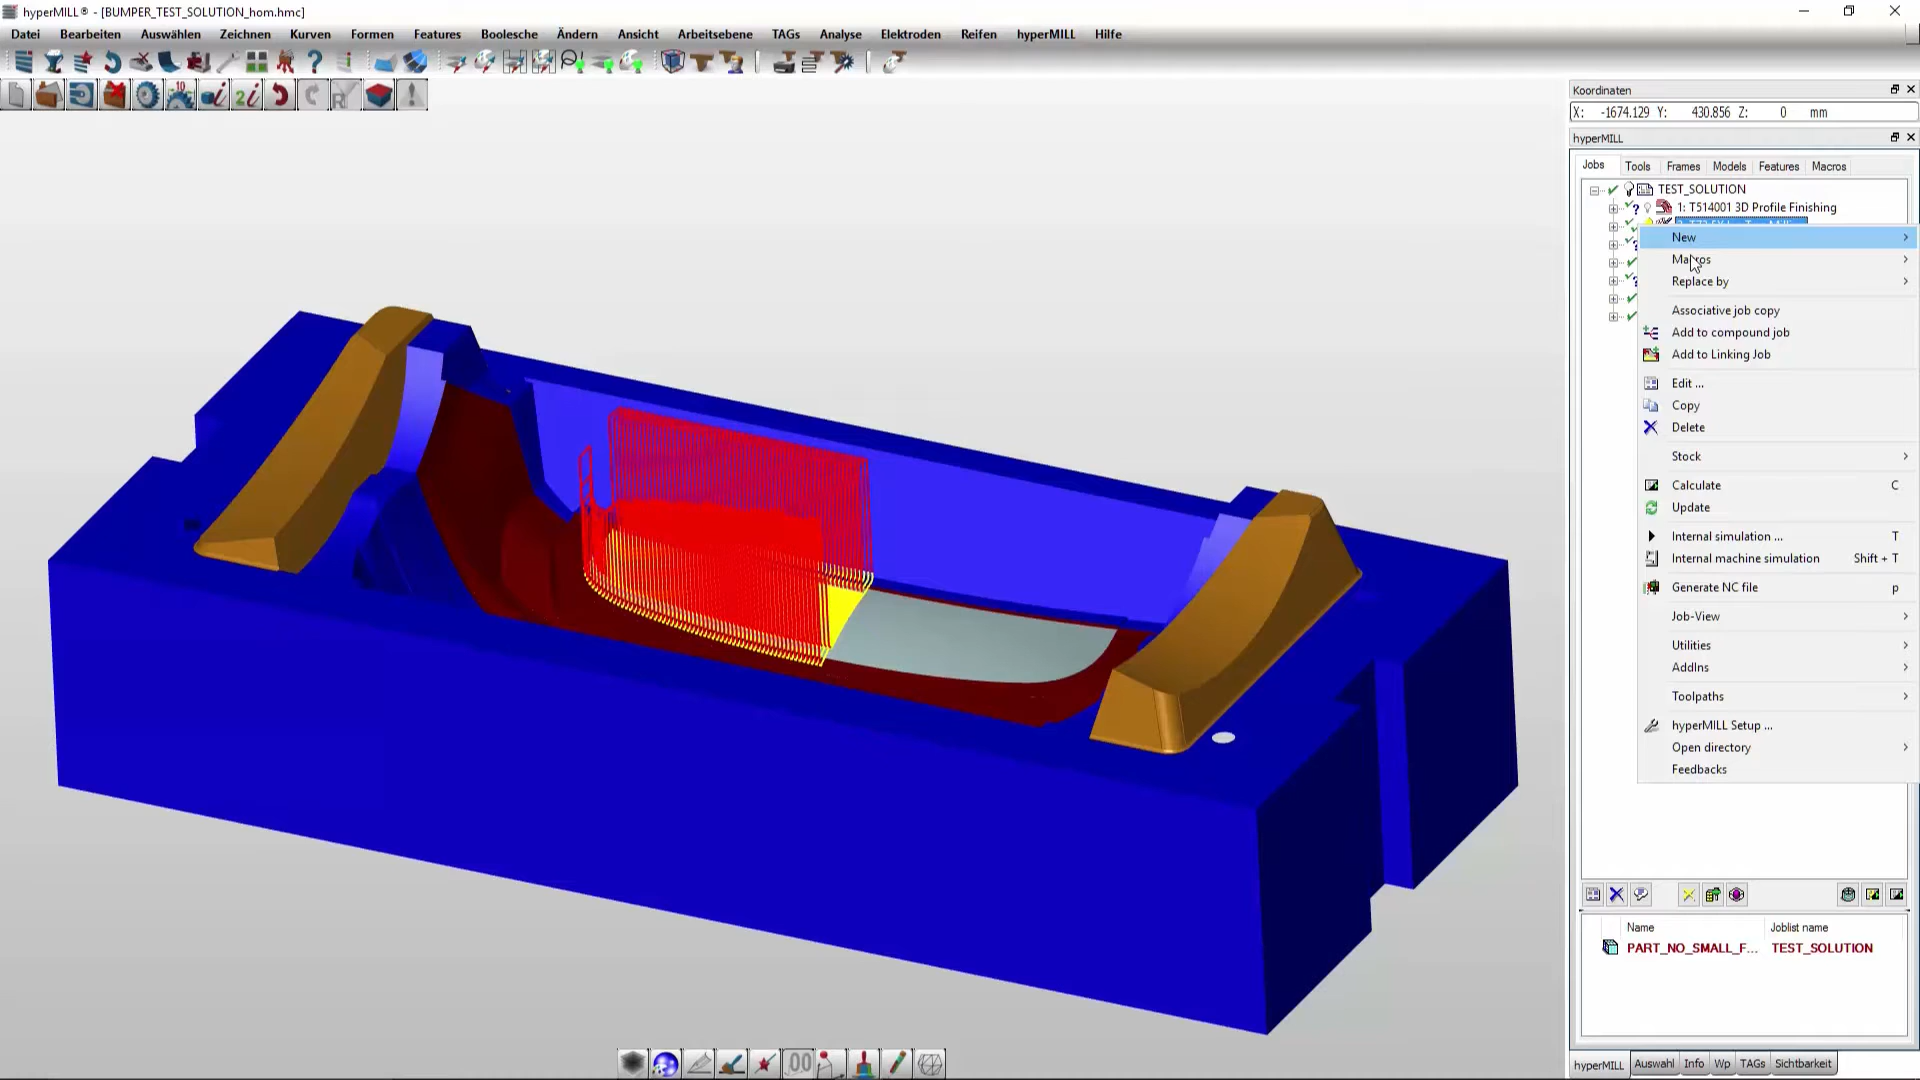 hyperMILL® - [BUMPER_TEST_SOLUTION_hom.hmc]
Datei Bearbeiten Auswählen Zeichnen Kurven Formen Features Boolesche Ändern Ansicht Arbeitsebene TAGs Analyse Elektroden Reifen hyperMILL Hilfe
Koordinaten
X: -1674.129 Y: 430.856 Z: 0 mm
hyperMILL
Jobs Tools Frames Models Features Macros
TEST_SOLUTION
1: T514001 3D Profile Finishing
New
Macros
Replace by
Associative job copy
Add to compound job
Add to Linking Job
Edit ...
Copy
Delete
Stock
Calculate C
Update
Internal simulation ... T
Internal machine simulation Shift + T
Generate NC file p
Job-View
Utilities
AddIns
Toolpaths
hyperMILL Setup ...
Open directory
Feedbacks
Name Joblist name
PART_NO_SMALL_F... TEST_SOLUTION
hyperMILL Auswahl Info Wp TAGs Sichtbarkeit